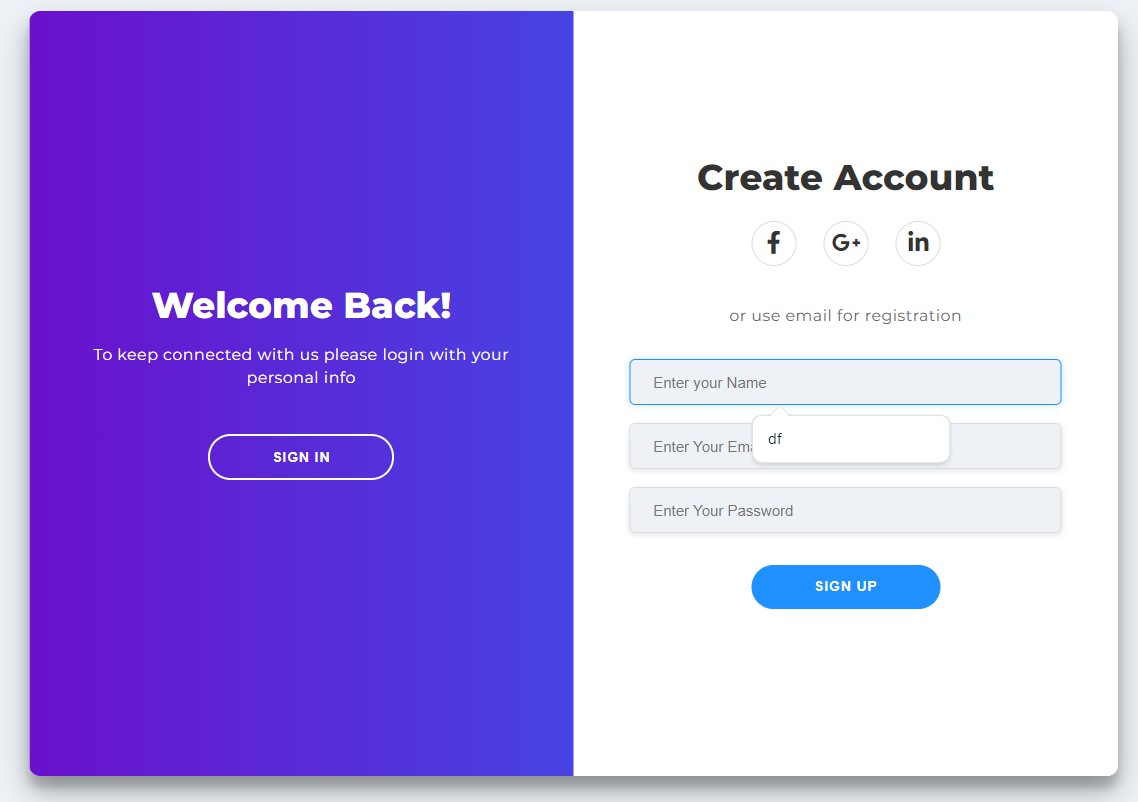 Welcome Back!
To keep connected with us please login with your
personal info
SIGN IN
Create Account
f
G+
in
or use email for registration
Enter your Name
df
Enter Your Ema
Enter Your Password
SIGN UP